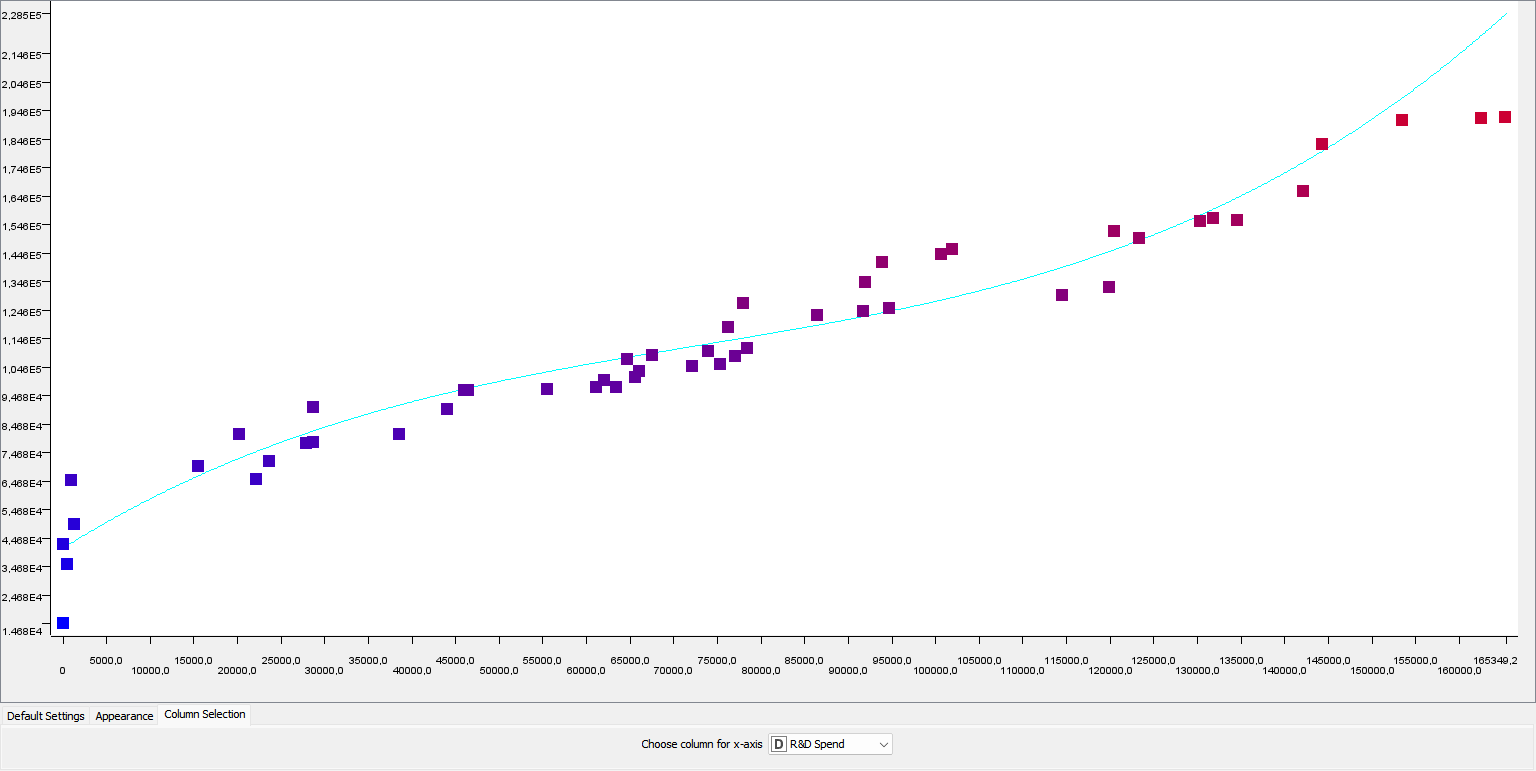 2,285E5
2,146E5
2,046E5
1,946E5
1,846E5
1,746E5
1,646E5
1,546E5
1,446E5
1,346E5
1,246E5
1,146E5
1,046E5
9,468E4
8,468E4
7,468E4
6,468E4
5,468E4
4,468E4
3,468E4
2,468E4
1,468E4
5000,0 15000,0 25000,0 35000,0 45000,0 55000,0 65000,0 75000,0 85000,0 95000,0 105000,0 115000,0 125000,0 135000,0 145000,0 155000,0 165349,2
0 10000,0 20000,0 30000,0 40000,0 50000,0 60000,0 70000,0 80000,0 90000,0 100000,0 110000,0 120000,0 130000,0 140000,0 150000,0 160000,0
Default Settings Appearance Column Selection
Choose column for x-axis D R&D Spend